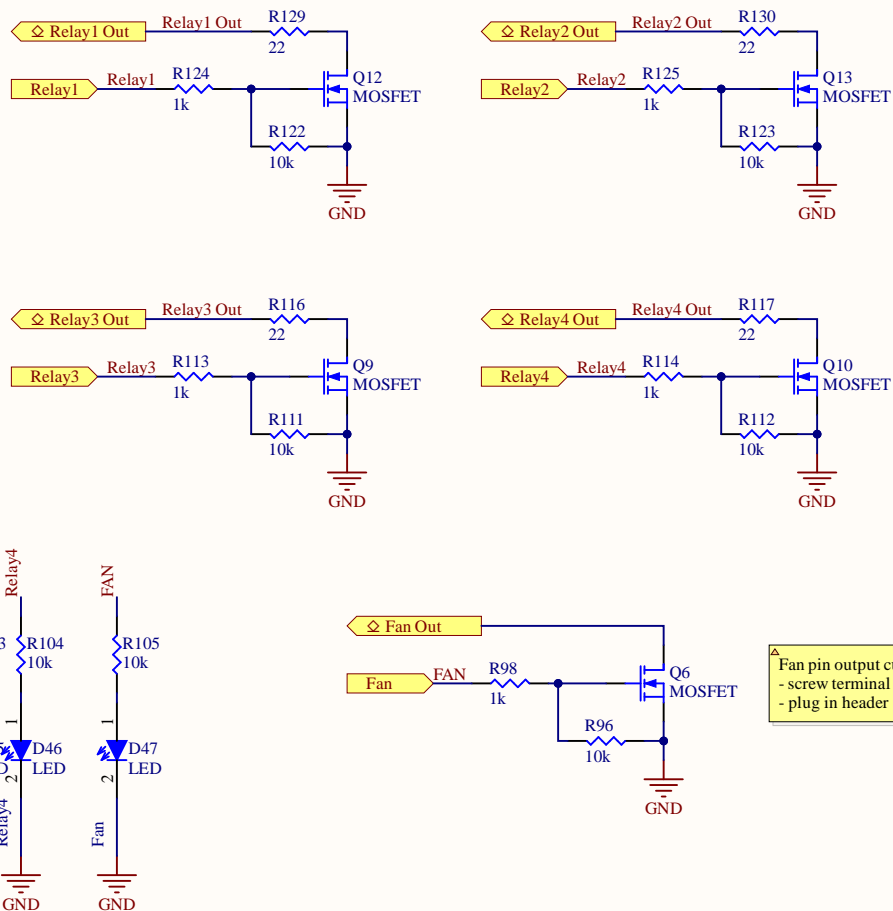 Relay1 Out
Relay1 Out
R129
22
Relay1
Relay1
R124
1k
Q12
MOSFET
R122
10k
GND
Relay2 Out
Relay2 Out
R130
22
Relay2
Relay2
R125
1k
Q13
MOSFET
R123
10k
GND
Relay3 Out
Relay3 Out
R116
22
Relay3
Relay3
R113
1k
Q9
MOSFET
R111
10k
GND
Relay4 Out
Relay4 Out
R117
22
Relay4
Relay4
R114
1k
Q10
MOSFET
R112
10k
GND
Relay4
3
R104
10k
1
D46
LED
D
2
Relay4
GND
FAN
R105
10k
1
D47
LED
2
Fan
GND
Fan Out
Fan
FAN
R98
1k
Q6
MOSFET
R96
10k
GND
Fan pin output
- screw terminal
- plug in header